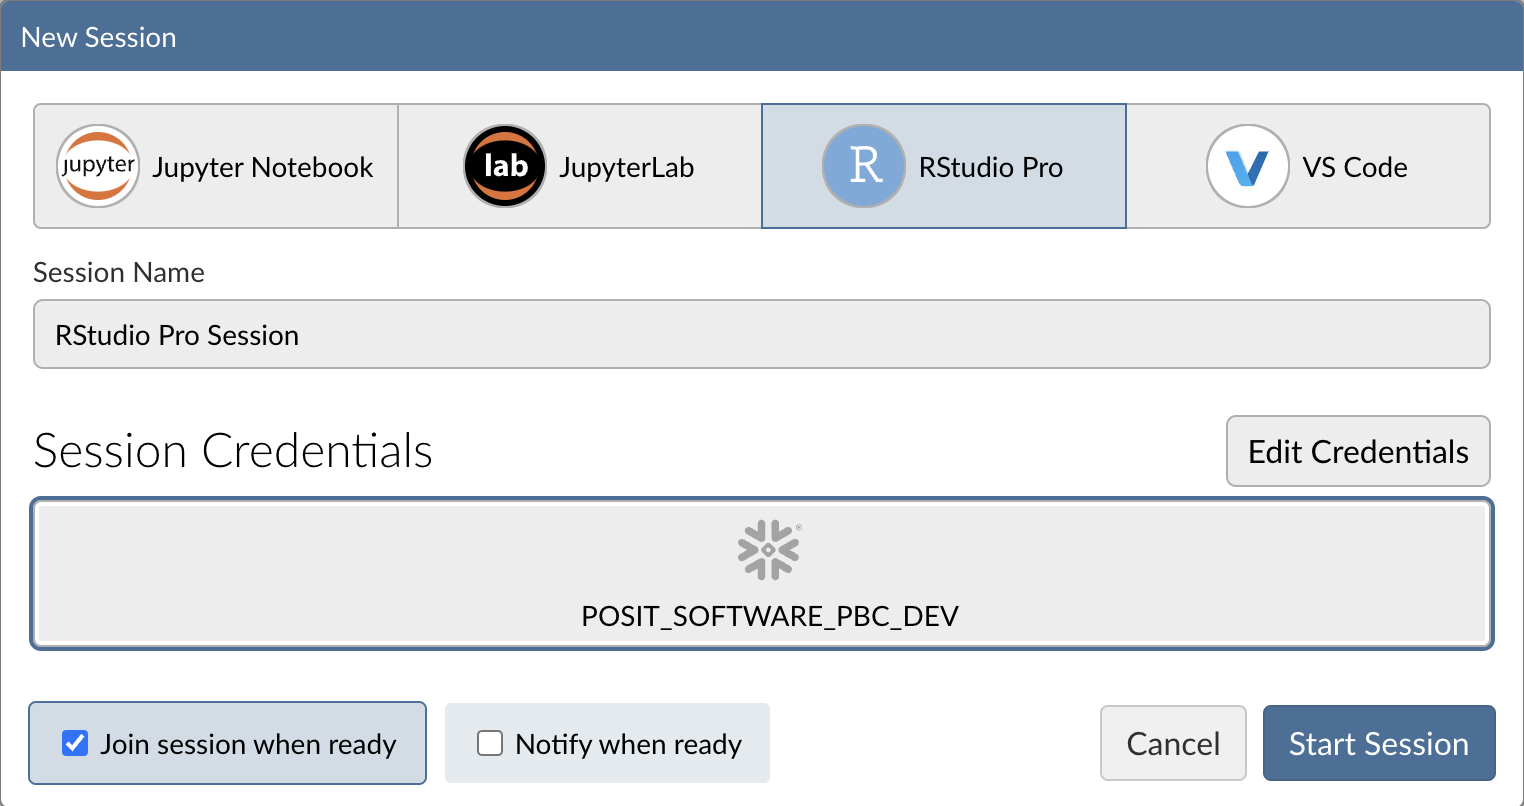 New Session
jupyter Jupyter Notebook
lab JupyterLab
R RStudio Pro
VS Code
Session Name
RStudio Pro Session
Session Credentials
Edit Credentials
®
POSIT_SOFTWARE_PBC_DEV
Join session when ready
Notify when ready
Cancel
Start Session